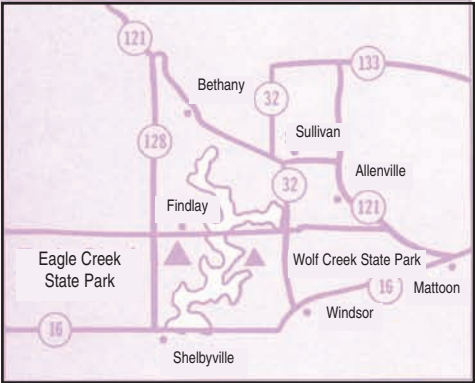 121
133
Bethany
32
Sullivan
128
Allenville
32
Findlay
121
Eagle Creek
State Park
Wolf Creek State Park
16
Mattoon
Windsor
16
Shelbyville